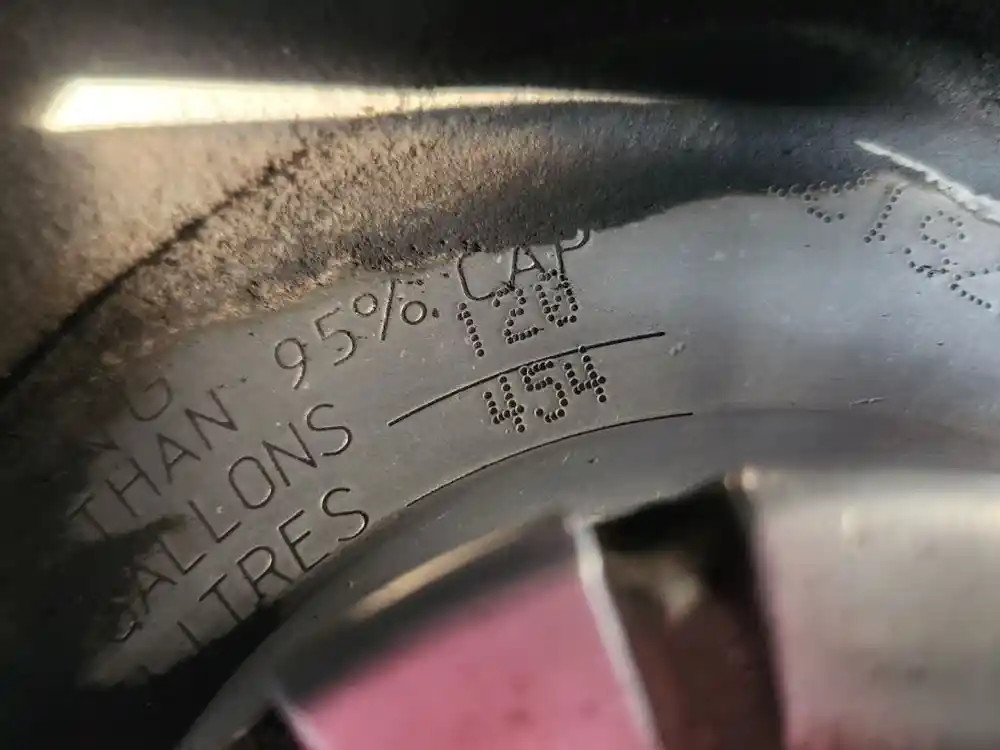 THAN 95% CAP
GALLONS 120
LITRES 454